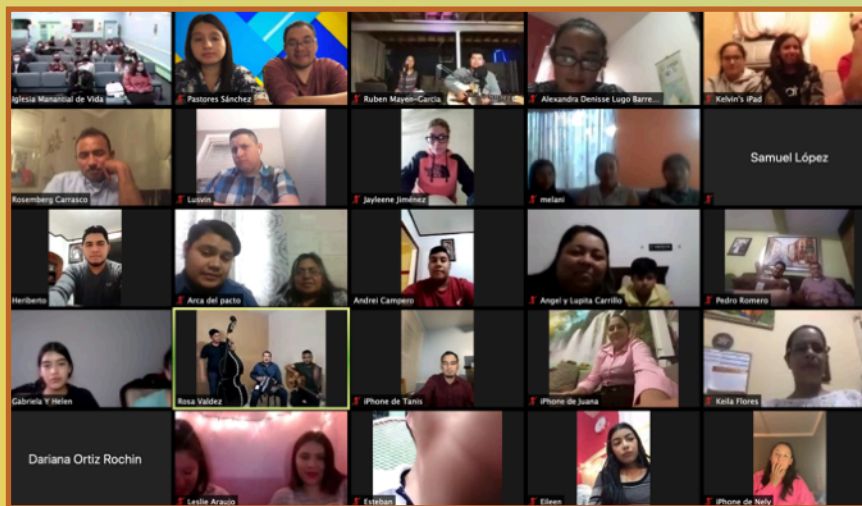 Iglesia Manantial de Vida
Pastores Sánchez
Ruben Mayen-Garcia
Alexandra Denisse Lugo Barre...
Kelvin's iPad
Rosemberg Carrasco
Lusvin
Jayleene Jiménez
melani
Samuel López
Heriberto
Arca del pacto
Andrei Campero
Angel y Lupita Carrillo
Pedro Romero
Gabriela Y Helen
Rosa Valdez
iPhone de Tanis
iPhone de Juana
Keila Flores
Dariana Ortiz Rochin
Leslie Araujo
Esteban
Eileen
iPhone de Nely